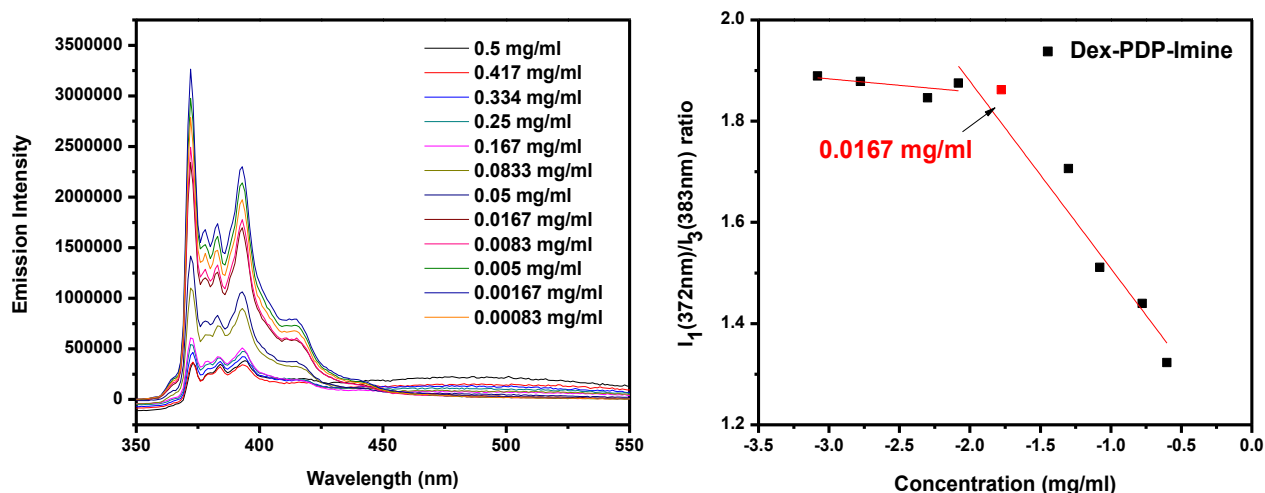 3500000
3000000
2500000
2000000
1500000
1000000
500000
0
Emission Intensity
350
400
450
500
550
Wavelength (nm)
0.5 mg/ml
0.417 mg/ml
0.334 mg/ml
0.25 mg/ml
0.167 mg/ml
0.0833 mg/ml
0.05 mg/ml
0.0167 mg/ml
0.0083 mg/ml
0.005 mg/ml
0.00167 mg/ml
0.00083 mg/ml
2.0
1.8
1.6
1.4
1.2
I1(372nm)/I3(383nm) ratio
Dex-PDP-Imine
0.0167 mg/ml
-3.5
-3.0
-2.5
-2.0
-1.5
-1.0
-0.5
0.0
Concentration (mg/ml)